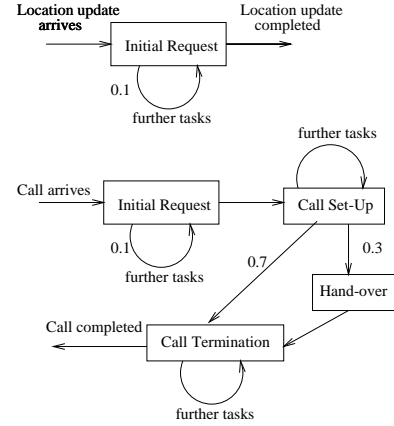 Location update
arrives
Location update
completed
Initial Request
0.1
further tasks
further tasks
Call arrives
Initial Request
Call Set-Up
0.1
further tasks
0.7
0.3
Hand-over
Call completed
Call Termination
further tasks